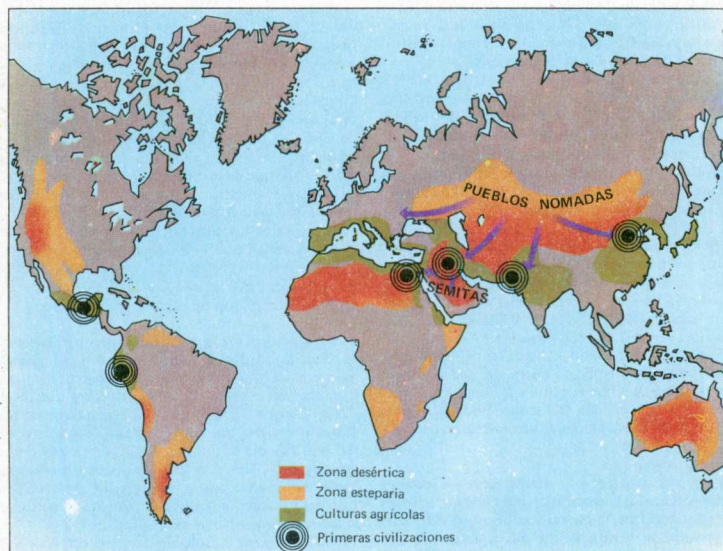 PUEBLOS NOMADAS
SEMITAS
Zona desértica
Zona esteparia
Culturas agrícolas
Primeras civilizaciones